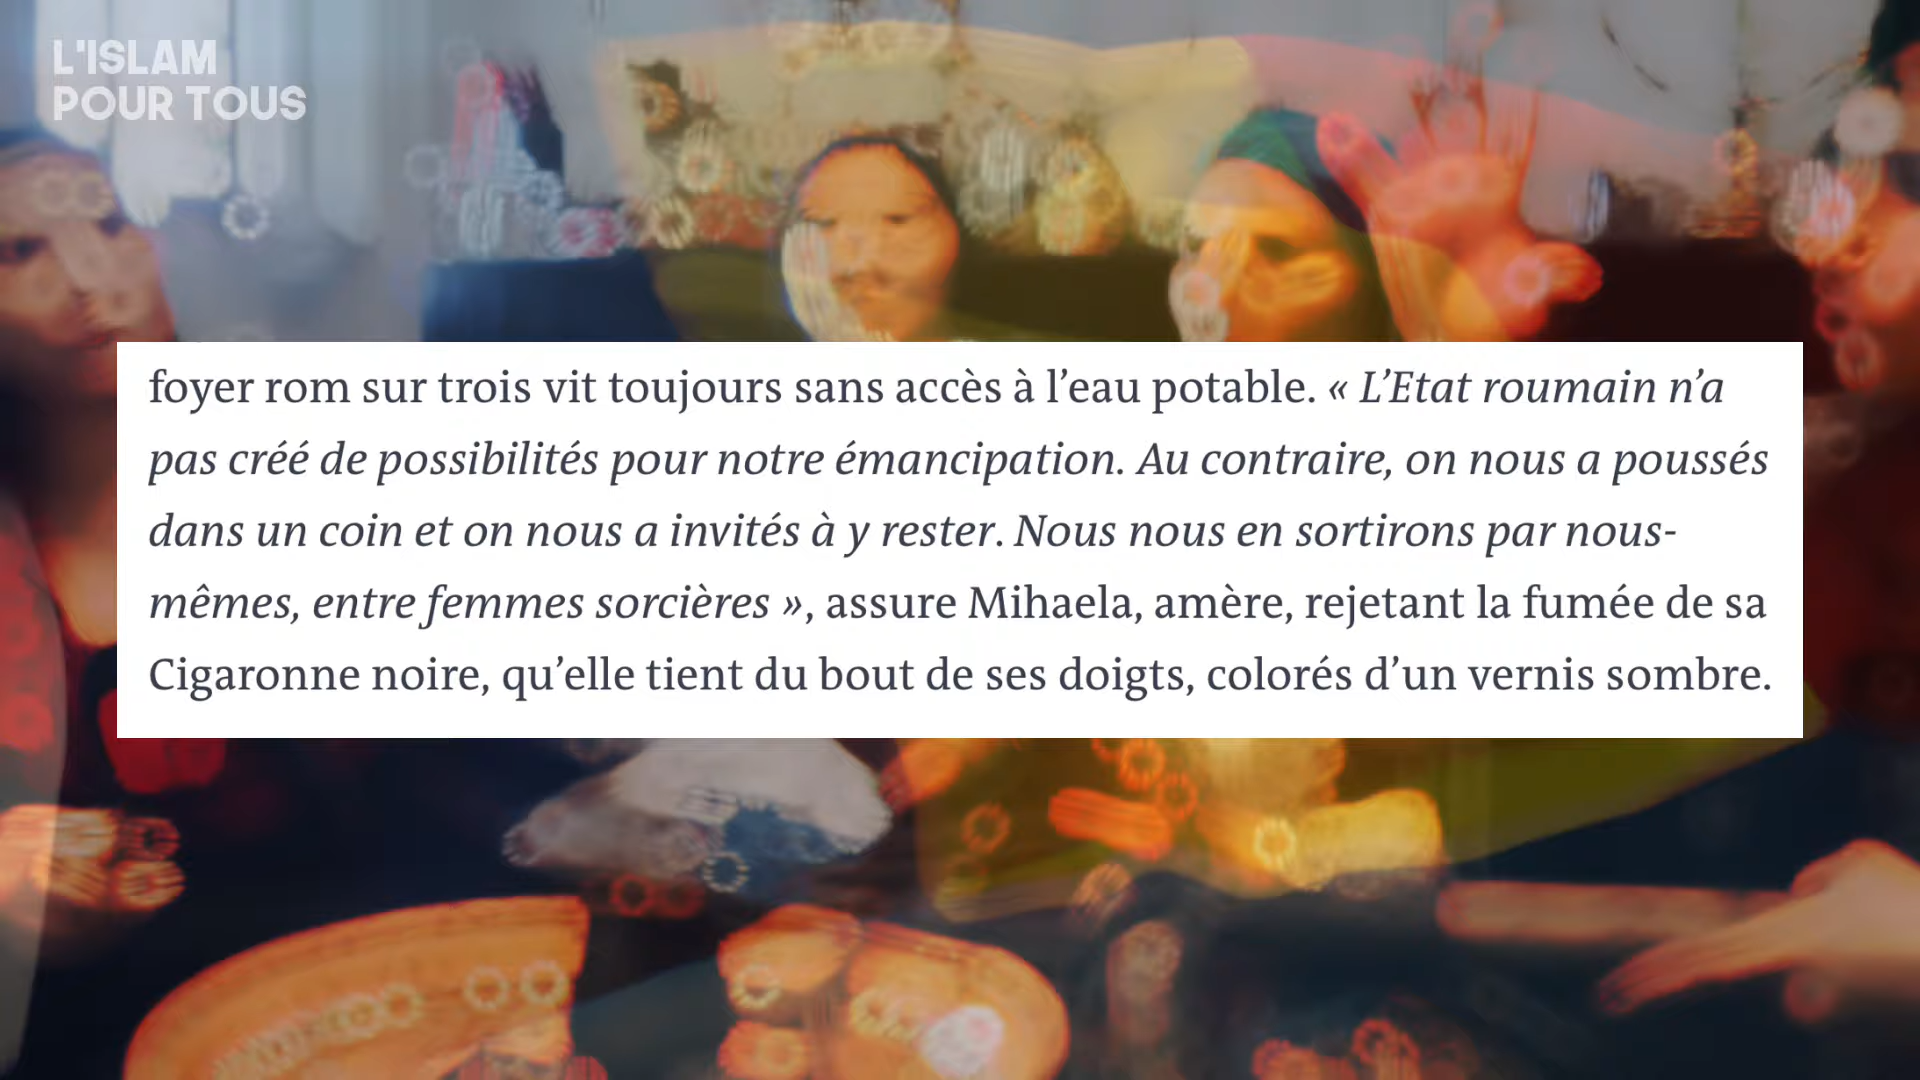 L'ISLAM
POUR TOUS
foyer rom sur trois vit toujours sans accès à l’eau potable. « L’Etat roumain n’a
pas créé de possibilités pour notre émancipation. Au contraire, on nous a poussés
dans un coin et on nous a invités à y rester. Nous nous en sortirons par nous-
mêmes, entre femmes sorcières », assure Mihaela, amère, rejetant la fumée de sa
Cigaronne noire, qu’elle tient du bout de ses doigts, colorés d’un vernis sombre.